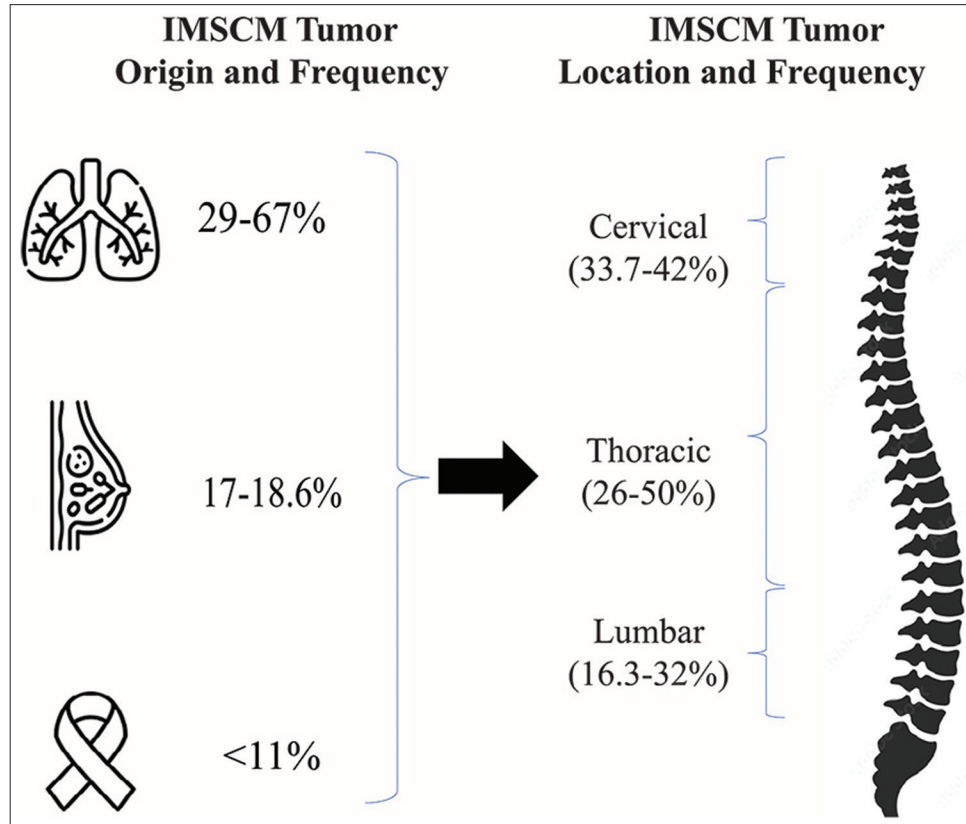 IMSCM Tumor
Origin and Frequency
IMSCM Tumor
Location and Frequency
29-67%
17-18.6%
<11%
Cervical
(33.7-42%)
Thoracic
(26-50%)
Lumbar
(16.3-32%)